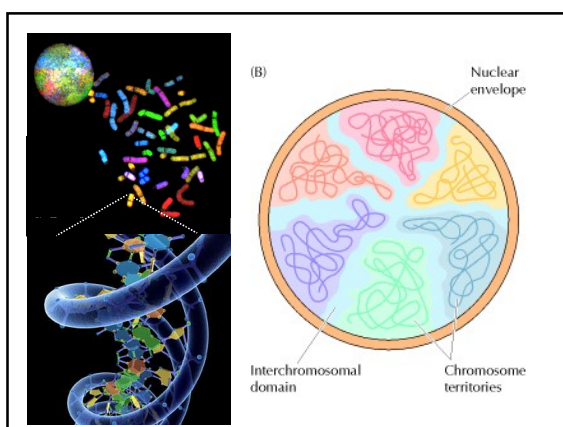 (B)
Nuclear
envelope
Interchromosomal
domain
Chromosome
territories